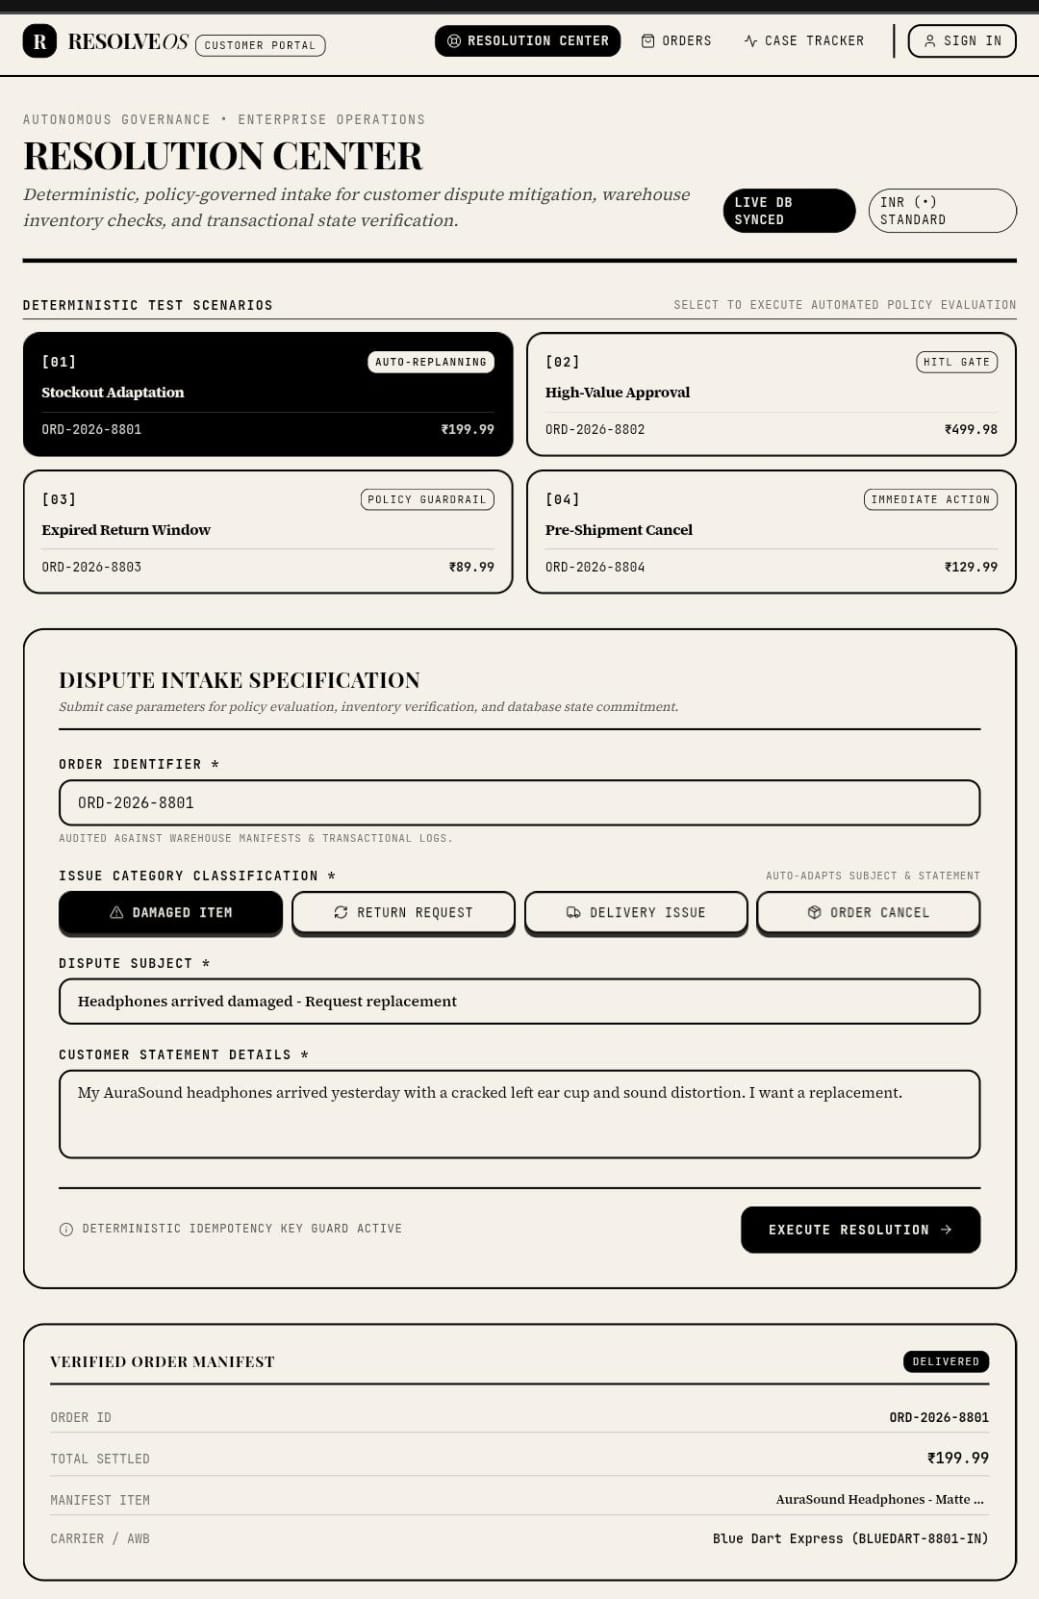 R RESOLVEOS CUSTOMER PORTAL RESOLUTION CENTER ORDERS CASE TRACKER SIGN IN
AUTONOMOUS GOVERNANCE • ENTERPRISE OPERATIONS
RESOLUTION CENTER
Deterministic, policy-governed intake for customer dispute mitigation, warehouse
inventory checks, and transactional state verification.
LIVE DB
SYNCED
INR (•)
STANDARD
DETERMINISTIC TEST SCENARIOS SELECT TO EXECUTE AUTOMATED POLICY EVALUATION
[01] AUTO-REPLANNING
Stockout Adaptation
ORD-2026-8801 ₹199.99
[02] HITL GATE
High-Value Approval
ORD-2026-8802 ₹499.98
[03] POLICY GUARDRAIL
Expired Return Window
ORD-2026-8803 ₹89.99
[04] IMMEDIATE ACTION
Pre-Shipment Cancel
ORD-2026-8804 ₹129.99
DISPUTE INTAKE SPECIFICATION
Submit case parameters for policy evaluation, inventory verification, and database state commitment.
ORDER IDENTIFIER *
ORD-2026-8801
AUDITED AGAINST WAREHOUSE MANIFESTS & TRANSACTIONAL LOGS.
ISSUE CATEGORY CLASSIFICATION * AUTO-ADAPTS SUBJECT & STATEMENT
DAMAGED ITEM RETURN REQUEST DELIVERY ISSUE ORDER CANCEL
DISPUTE SUBJECT *
Headphones arrived damaged - Request replacement
CUSTOMER STATEMENT DETAILS *
My AuraSound headphones arrived yesterday with a cracked left ear cup and sound distortion. I want a replacement.
DETERMINISTIC IDEMPOTENCY KEY GUARD ACTIVE EXECUTE RESOLUTION →
VERIFIED ORDER MANIFEST DELIVERED
ORDER ID ORD-2026-8801
TOTAL SETTLED ₹199.99
MANIFEST ITEM AuraSound Headphones - Matte ...
CARRIER / AWB Blue Dart Express (BLUEDART-8801-IN)